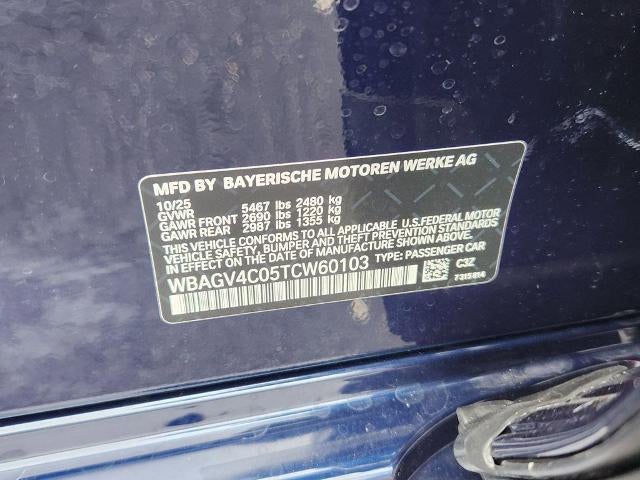 MFD BY BAYERISCHE MOTOREN WERKE AG
10/25
GVWR 5467 lbs 2480 kg
GAWR FRONT 2690 lbs 1220 kg
GAWR REAR 2987 lbs 1355 kg
THIS VEHICLE CONFORMS TO ALL APPLICABLE U.S.FEDERAL MOTOR
VEHICLE SAFETY, BUMPER AND THEFT PREVENTION STANDARDS
IN EFFECT ON THE DATE OF MANUFACTURE SHOWN ABOVE.
WBAGV4C05TCW60103 TYPE: PASSENGER CAR
C3Z
7315814